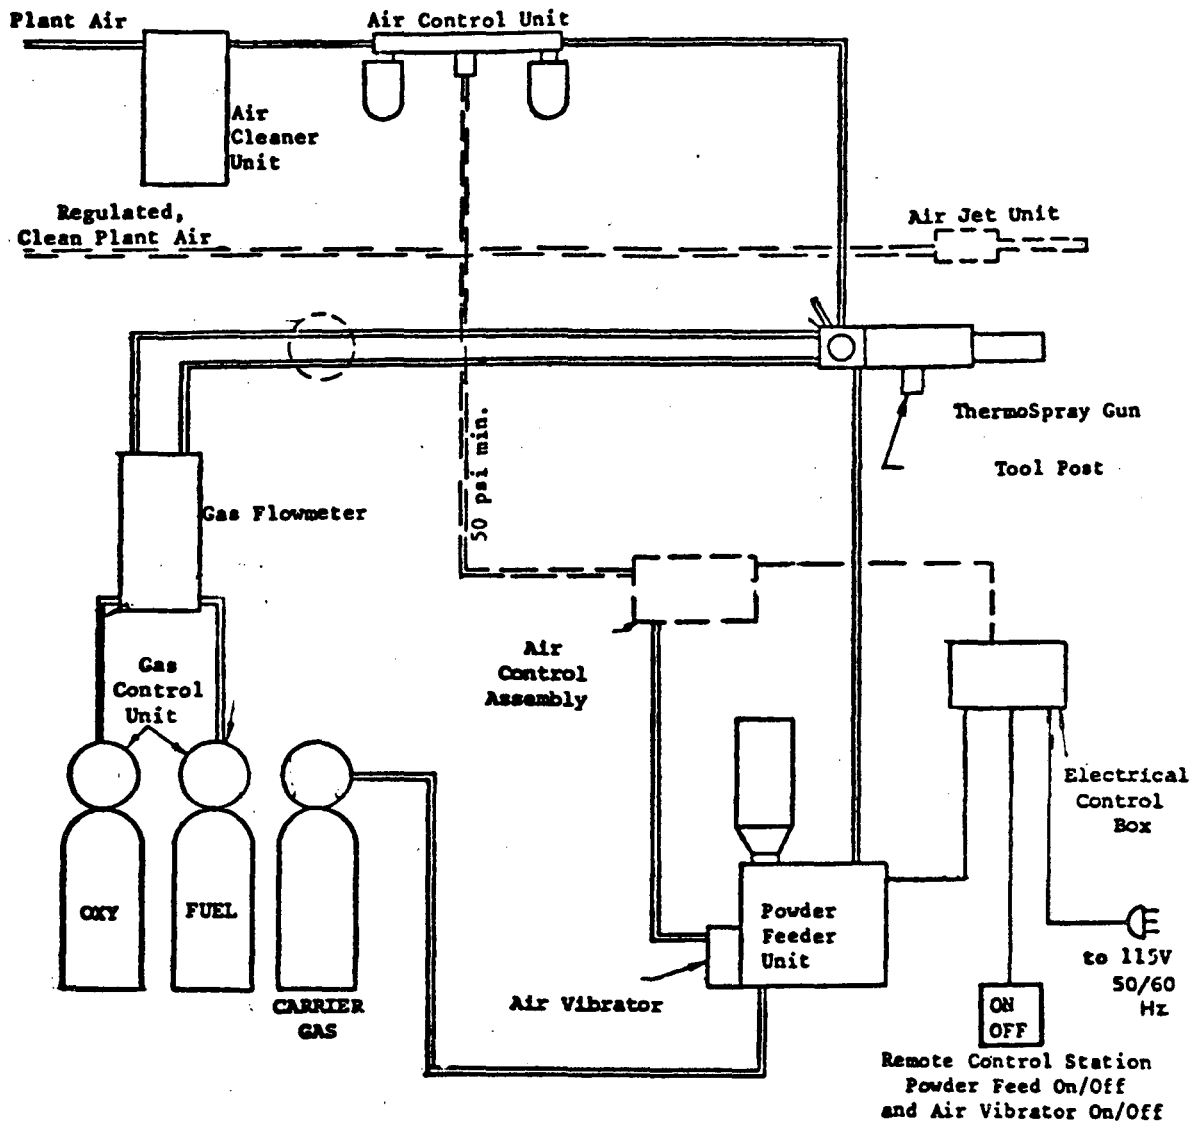 Plant Air
Air Control Unit
Air
Cleaner
Unit
Regulated,
Clean Plant Air
Air Jet Unit
ThermoSpray Gun
Tool Post
50 psi min.
Gas Flowmeter
Air
Control
Assembly
Gas
Control
Unit
Electrical
Control
Box
OXY
FUEL
CARRIER
GAS
Powder
Feeder
Unit
Air Vibrator
to 115V
50/60
Hz
ON
OFF
Remote Control Station
Powder Feed On/Off
and Air Vibrator On/Off